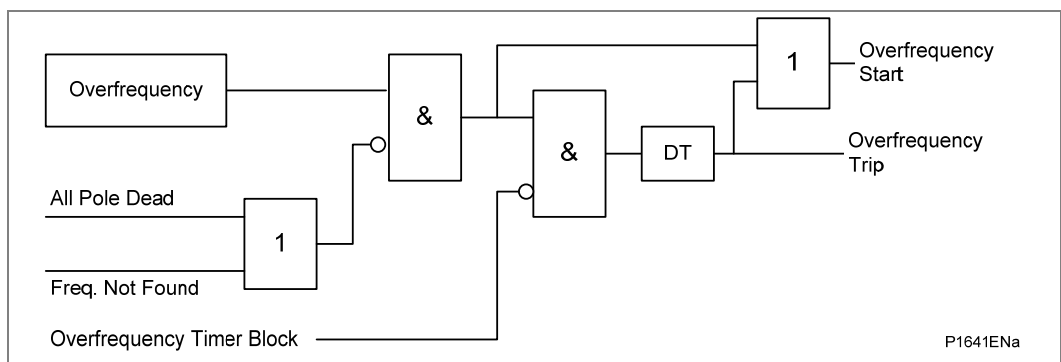 Overfrequency
&
&
1
Overfrequency
Start
DT
Overfrequency
Trip
All Pole Dead
1
Freq. Not Found
Overfrequency Timer Block
P1641ENa